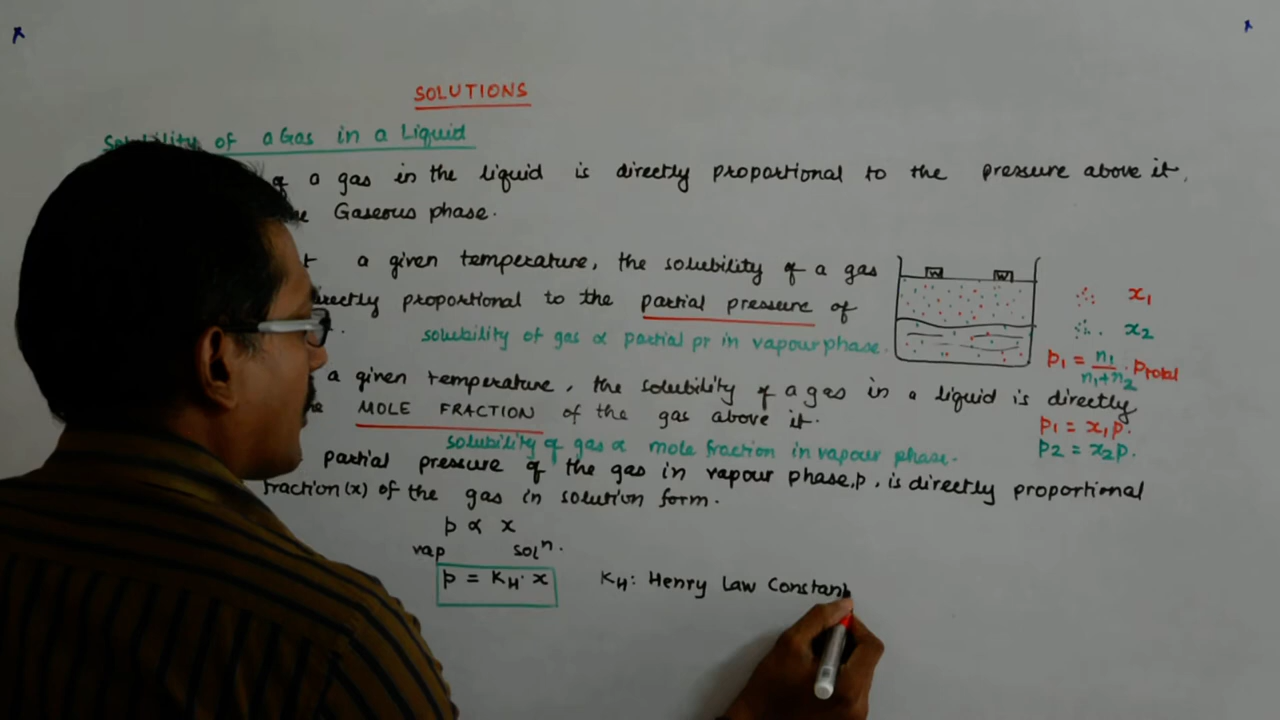 SOLUTIONS
Solubility of a Gas in a Liquid
of a gas in the liquid is directly proportional to the pressure above it,
Gaseous phase.
a given temperature, the solubility of a gas
W W
directly proportional to the partial pressure of
x1
x2
solubility of gas ∝ partial pr in vapour phase.
p1 = n1/n1+n2 . Ptotal
a given temperature, the solubility of a gas in a liquid is directly
MOLE FRACTION of the gas above it.
p1 = x1p.
solubility of gas ∝ mole fraction in vapour phase.
p2 = x2p.
partial pressure of the gas in vapour phase, p, is directly proportional
fraction (x) of the gas in solution form.
p ∝ x
vap solⁿ.
p = KH. x KH: Henry Law Constant